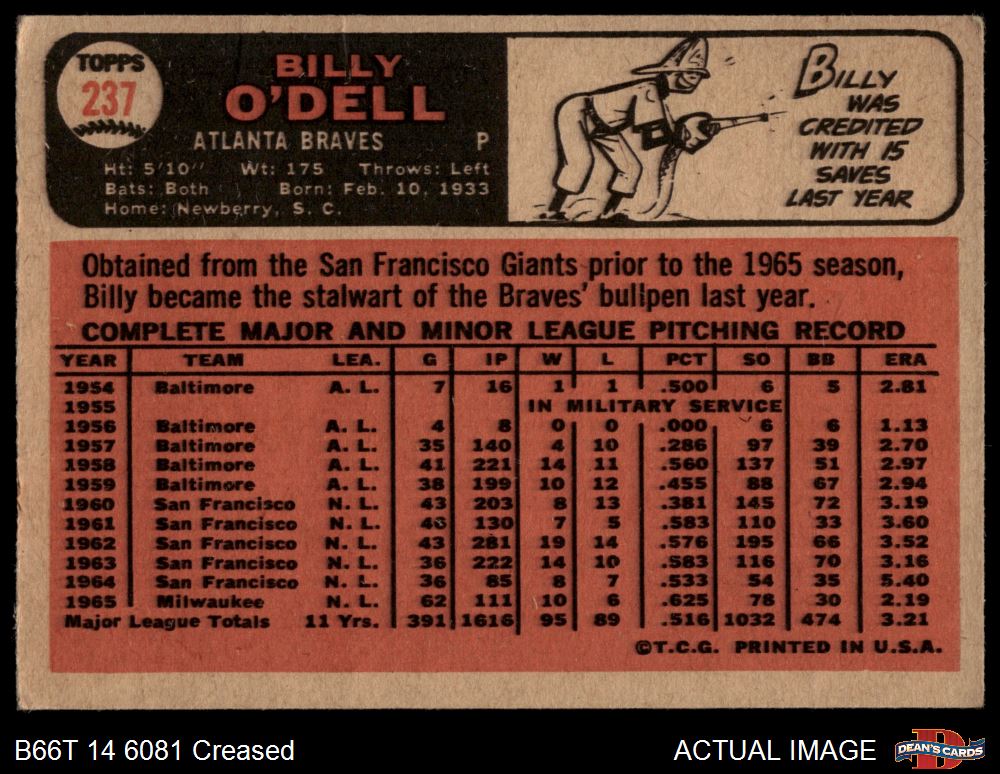 TOPPS
237
BILLY
O'DELL
ATLANTA BRAVES P
Ht: 5'10" Wt: 175 Throws: Left
Bats: Both Born: Feb. 10, 1933
Home: Newberry, S. C.
BILLY
WAS
CREDITED
WITH 15
SAVES
LAST YEAR
Obtained from the San Francisco Giants prior to the 1965 season,
Billy became the stalwart of the Braves' bullpen last year.
COMPLETE MAJOR AND MINOR LEAGUE PITCHING RECORD
YEAR TEAM LEA. G IP W L PCT SO BB ERA
1954 Baltimore A. L. 7 16 1 1 .500 6 5 2.81
1955 IN MILITARY SERVICE
1956 Baltimore A. L. 4 8 0 0 .000 6 6 1.13
1957 Baltimore A. L. 35 140 4 10 .286 97 39 2.70
1958 Baltimore A. L. 41 221 14 11 .560 137 51 2.97
1959 Baltimore A. L. 38 199 10 12 .455 88 67 2.94
1960 San Francisco N. L. 43 203 8 13 .381 145 72 3.19
1961 San Francisco N. L. 130 7 5 .583 110 33 3.60
1962 San Francisco N. L. 43 281 19 14 .576 195 66 3.52
1963 San Francisco N. L. 36 222 14 10 .583 116 70 3.16
1964 San Francisco N. L. 36 85 8 7 .533 54 35 5.40
1965 Milwaukee N. L. 62 111 10 6 .625 78 30 2.19
Major League Totals 11 Yrs. 391 1616 95 89 .516 1032 474 3.21
©T.C.G. PRINTED IN U.S.A.
B66T 14 6081 Creased
ACTUAL IMAGE
DEAN'S CARDS